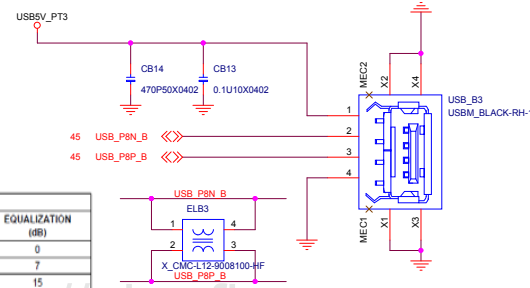 USB5V_PT3
CB14
470P50X0402
CB13
0.1U10X0402
MEC2
X2
X4
USB_B3
USBM_BLACK-RH-1
1
45 USB_P8N_B
2
45 USB_P8P_B
3
4
MEC1
X1
X3
EQUALIZATION
(dB)
0
7
15
USB_P8N_B
ELB3
1
4
2
3
X_CMC-L12-9008100-HF
USB_P8P_B